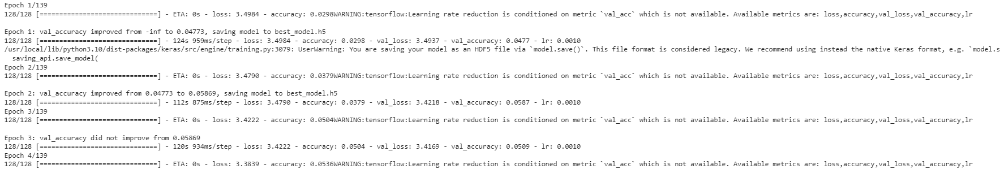 Epoch 1/139
128/128 [==============================] - ETA: 0s - loss: 3.4984 - accuracy: 0.0298WARNING:tensorflow:Learning rate reduction is conditioned on metric `val_acc` which is not available. Available metrics are: loss,accuracy,val_loss,val_accuracy,lr
Epoch 1: val_accuracy improved from -inf to 0.04773, saving model to best_model.h5
128/128 [==============================] - 124s 959ms/step - loss: 3.4984 - accuracy: 0.0298 - val_loss: 3.4937 - val_accuracy: 0.0477 - lr: 0.0010
/usr/local/lib/python3.10/dist-packages/keras/src/engine/training.py:3079: UserWarning: You are saving your model as an HDF5 file via `model.save()`. This file format is considered legacy. We recommend using instead the native Keras format, e.g. `model.s
saving_api.save_model(
Epoch 2/139
128/128 [==============================] - ETA: 0s - loss: 3.4790 - accuracy: 0.0379WARNING:tensorflow:Learning rate reduction is conditioned on metric `val_acc` which is not available. Available metrics are: loss,accuracy,val_loss,val_accuracy,lr
Epoch 2: val_accuracy improved from 0.04773 to 0.05869, saving model to best_model.h5
128/128 [==============================] - 112s 875ms/step - loss: 3.4790 - accuracy: 0.0379 - val_loss: 3.4218 - val_accuracy: 0.0587 - lr: 0.0010
Epoch 3/139
128/128 [==============================] - ETA: 0s - loss: 3.4222 - accuracy: 0.0504WARNING:tensorflow:Learning rate reduction is conditioned on metric `val_acc` which is not available. Available metrics are: loss,accuracy,val_loss,val_accuracy,lr
Epoch 3: val_accuracy did not improve from 0.05869
128/128 [==============================] - 120s 934ms/step - loss: 3.4222 - accuracy: 0.0504 - val_loss: 3.4169 - val_accuracy: 0.0509 - lr: 0.0010
Epoch 4/139
128/128 [==============================] - ETA: 0s - loss: 3.3839 - accuracy: 0.0536WARNING:tensorflow:Learning rate reduction is conditioned on metric `val_acc` which is not available. Available metrics are: loss,accuracy,val_loss,val_accuracy,lr